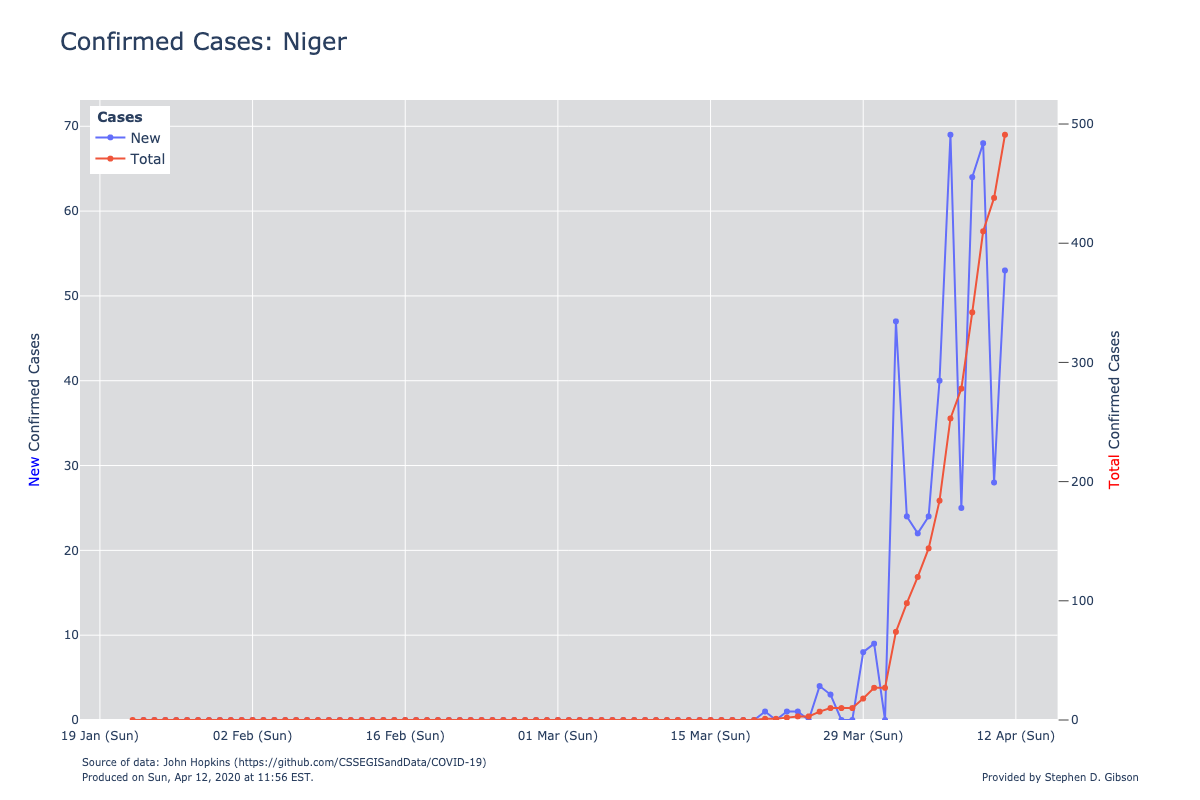 Confirmed Cases: Niger
Cases
New
Total
70
60
50
40
30
20
10
0
500
400
300
200
100
0
New Confirmed Cases
Total Confirmed Cases
19 Jan (Sun) 02 Feb (Sun) 16 Feb (Sun) 01 Mar (Sun) 15 Mar (Sun) 29 Mar (Sun) 12 Apr (Sun)
Source of data: John Hopkins (https://github.com/CSSEGISandData/COVID-19)
Produced on Sun, Apr 12, 2020 at 11:56 EST.
Provided by Stephen D. Gibson